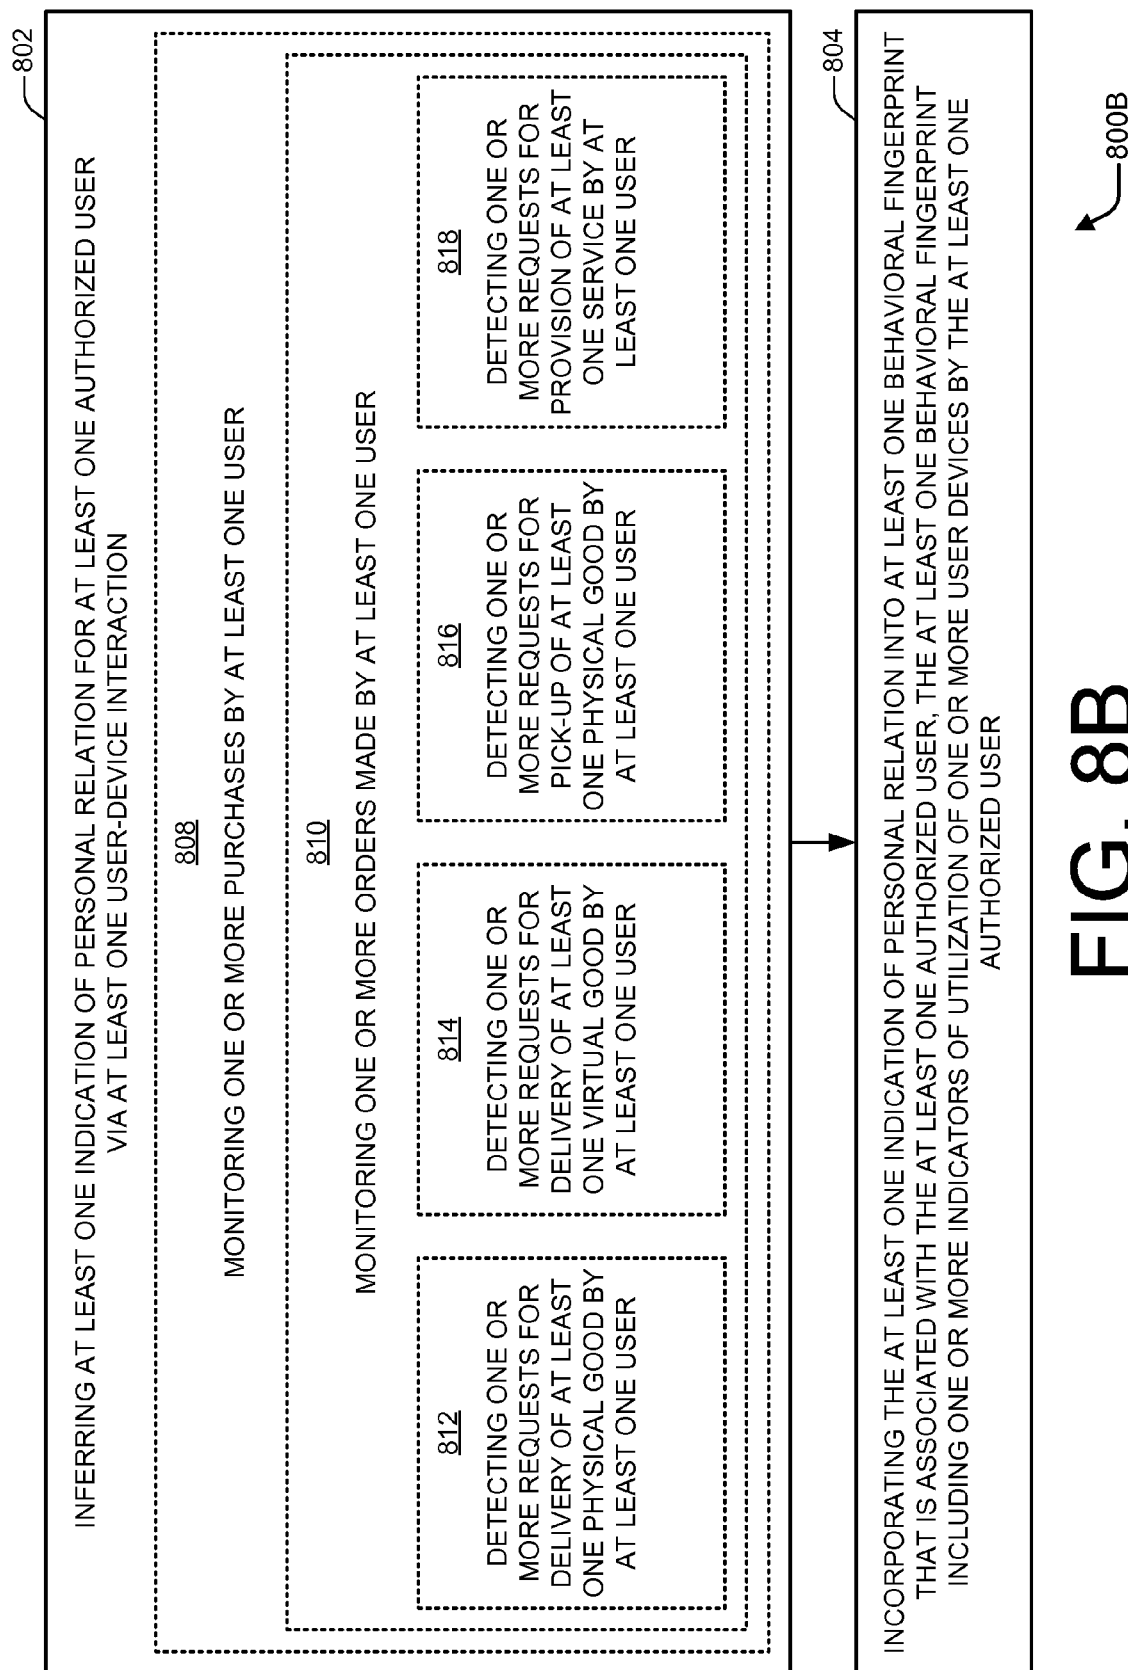 802
INFERRING AT LEAST ONE INDICATION OF PERSONAL RELATION FOR AT LEAST ONE AUTHORIZED USER
VIA AT LEAST ONE USER-DEVICE INTERACTION
808
MONITORING ONE OR MORE PURCHASES BY AT LEAST ONE USER
810
MONITORING ONE OR MORE ORDERS MADE BY AT LEAST ONE USER
812
DETECTING ONE OR
MORE REQUESTS FOR
DELIVERY OF AT LEAST
ONE PHYSICAL GOOD BY
AT LEAST ONE USER
814
DETECTING ONE OR
MORE REQUESTS FOR
DELIVERY OF AT LEAST
ONE VIRTUAL GOOD BY
AT LEAST ONE USER
816
DETECTING ONE OR
MORE REQUESTS FOR
PICK-UP OF AT LEAST
ONE PHYSICAL GOOD BY
AT LEAST ONE USER
818
DETECTING ONE OR
MORE REQUESTS FOR
PROVISION OF AT LEAST
ONE SERVICE BY AT
LEAST ONE USER
804
INCORPORATING THE AT LEAST ONE INDICATION OF PERSONAL RELATION INTO AT LEAST ONE BEHAVIORAL FINGERPRINT
THAT IS ASSOCIATED WITH THE AT LEAST ONE AUTHORIZED USER, THE AT LEAST ONE BEHAVIORAL FINGERPRINT
INCLUDING ONE OR MORE INDICATORS OF UTILIZATION OF ONE OR MORE USER DEVICES BY THE AT LEAST ONE
AUTHORIZED USER
800B
FIG. 8B